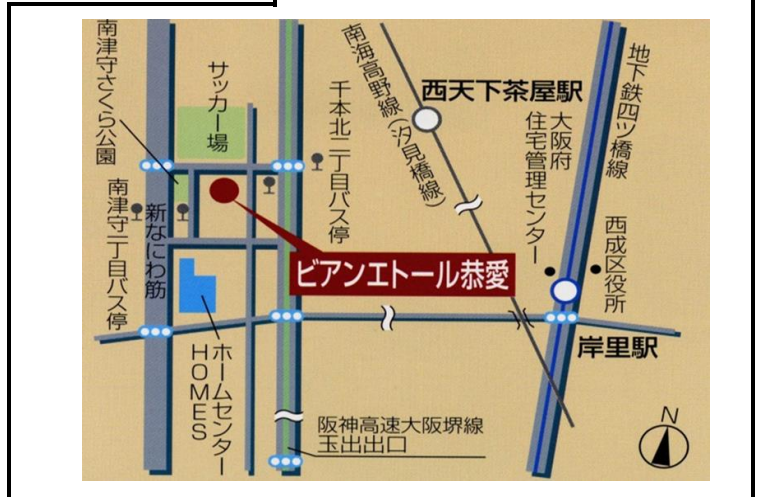 南津守さくら公園
サッカー場
千本北二丁目バス停
南海高野線(汐見橋線)
西天下茶屋駅
大阪府
住宅管理センター
地下鉄四ツ橋線
西成区役所
南津守二丁目バス停
新なにわ筋
ビアンエトール恭愛
岸里駅
ホームセンター
HOMES
阪神高速大阪堺線
玉出出口
N